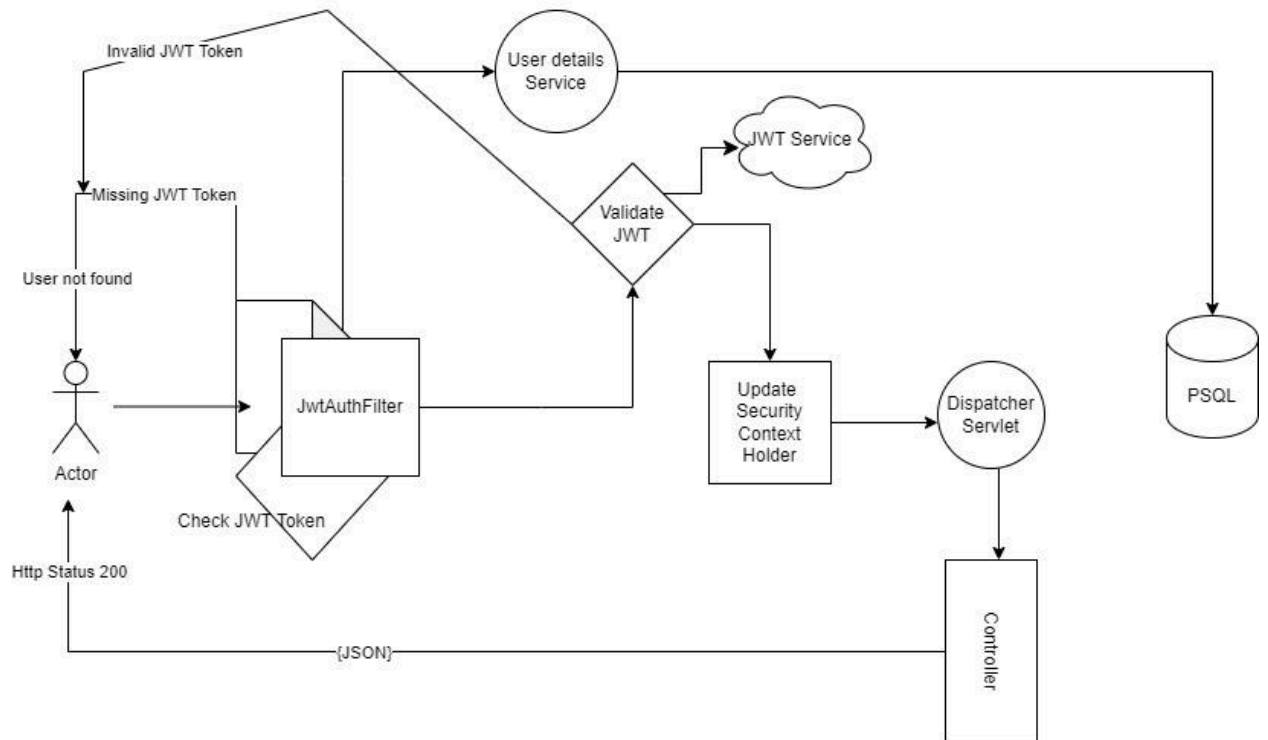 Invalid JWT Token
User details
Service
JWT Service
Missing JWT Token
Validate
JWT
User not found
JwtAuthFilter
Update
Security
Context
Holder
Dispatcher
Servlet
PSQL
Actor
Check JWT Token
Http Status 200
{JSON}
Controller